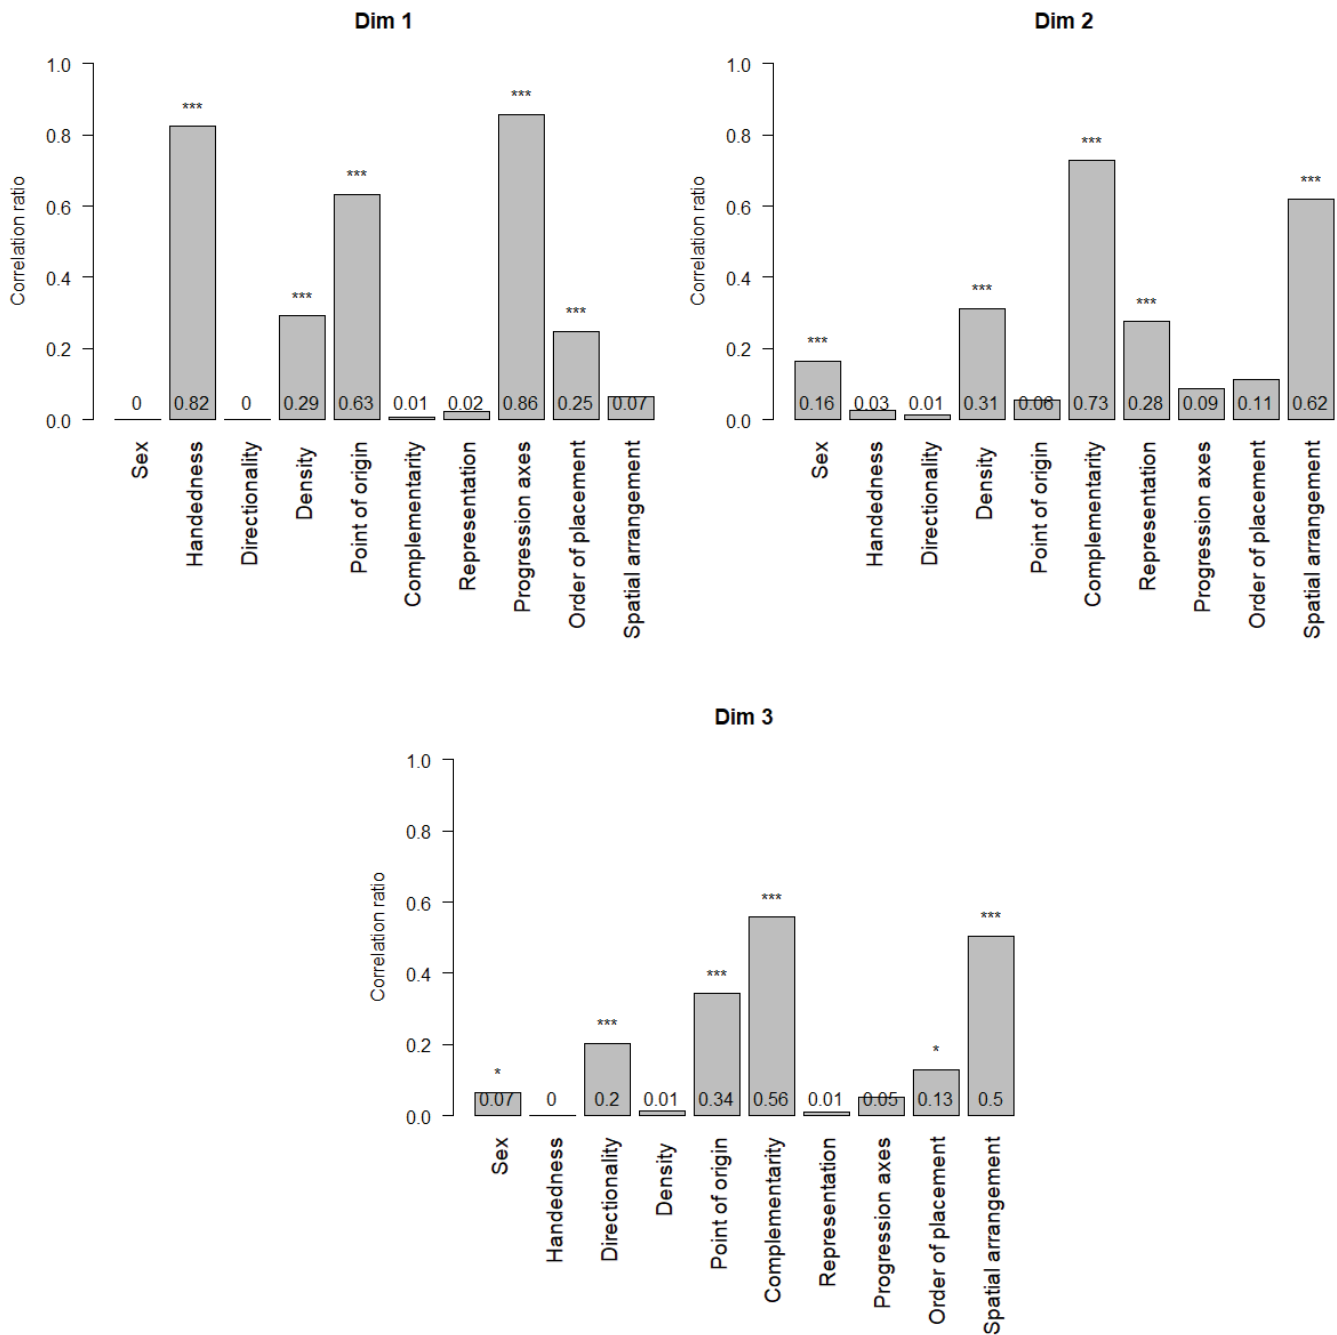 Dim 1
Correlation ratio
1.0
0.8
0.6
0.4
0.2
0.0
***
***
***
***
***
0 0.82 0 0.29 0.63 0.01 0.02 0.86 0.25 0.07
Sex
Handedness
Directionality
Density
Point of origin
Complementarity
Representation
Progression axes
Order of placement
Spatial arrangement
Dim 2
Correlation ratio
1.0
0.8
0.6
0.4
0.2
0.0
***
***
***
***
***
0.16 0.03 0.01 0.31 0.06 0.73 0.28 0.09 0.11 0.62
Sex
Handedness
Directionality
Density
Point of origin
Complementarity
Representation
Progression axes
Order of placement
Spatial arrangement
Dim 3
Correlation ratio
1.0
0.8
0.6
0.4
0.2
0.0
*
***
***
***
*
***
0.07 0 0.2 0.01 0.34 0.56 0.01 0.05 0.13 0.5
Sex
Handedness
Directionality
Density
Point of origin
Complementarity
Representation
Progression axes
Order of placement
Spatial arrangement